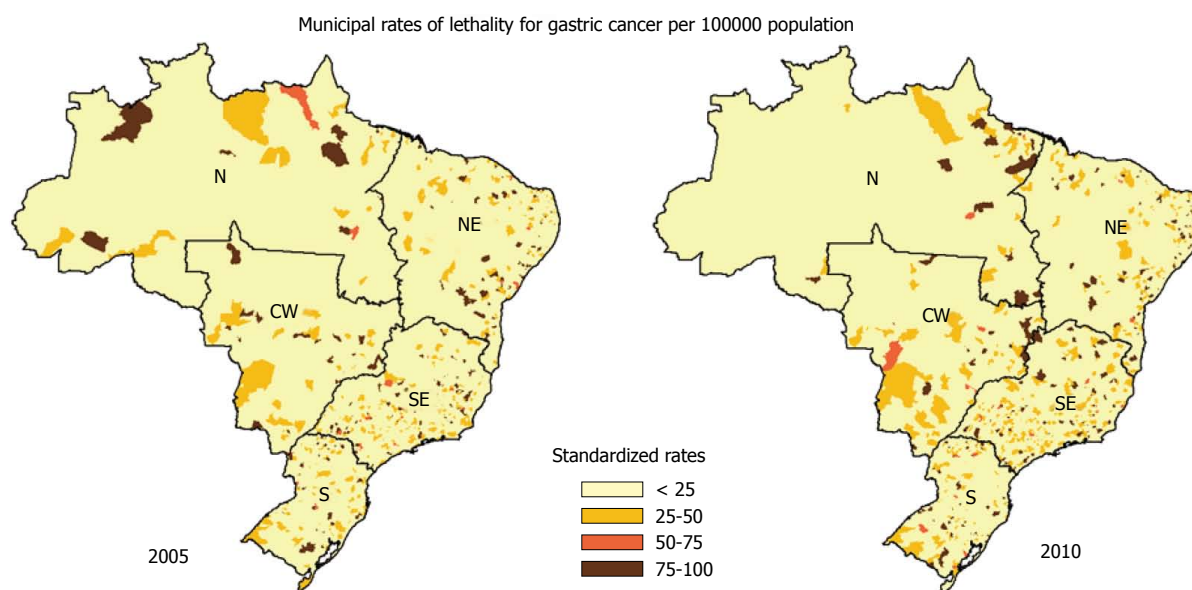 Municipal rates of lethality for gastric cancer per 100000 population
N
NE
CW
SE
S
2005
N
NE
CW
SE
S
2010
Standardized rates
< 25
25-50
50-75
75-100